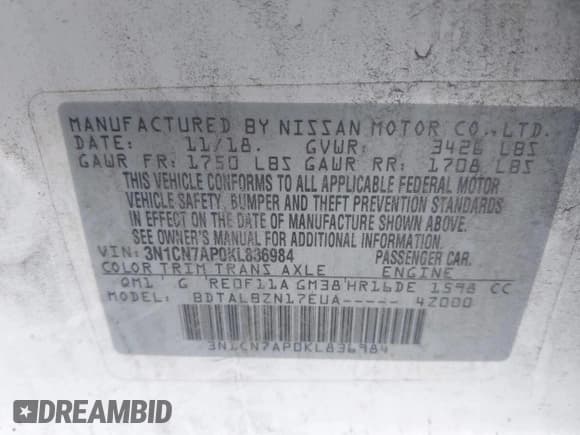 MANUFACTURED BY NISSAN MOTOR CO.,LTD.
DATE: 11/18. GVWR: 3426 LBS
GAWR FR: 1750 LBS GAWR RR: 1708 LBS
THIS VEHICLE CONFORMS TO ALL APPLICABLE FEDERAL MOTOR
VEHICLE SAFETY, BUMPER AND THEFT PREVENTION STANDARDS
IN EFFECT ON THE DATE OF MANUFACTURE SHOWN ABOVE.
SEE OWNER'S MANUAL FOR ADDITIONAL INFORMATION.
VIN: 3N1CN7AP0KL836984 PASSENGER CAR.
COLOR TRIM TRANS AXLE ENGINE
QM1 G RE0F11A GM38 HR16DE 1598 CC
MODEL: BDTALBZN17EUA----- 4Z000
3N1CN7AP0KL836984
DREAMBID